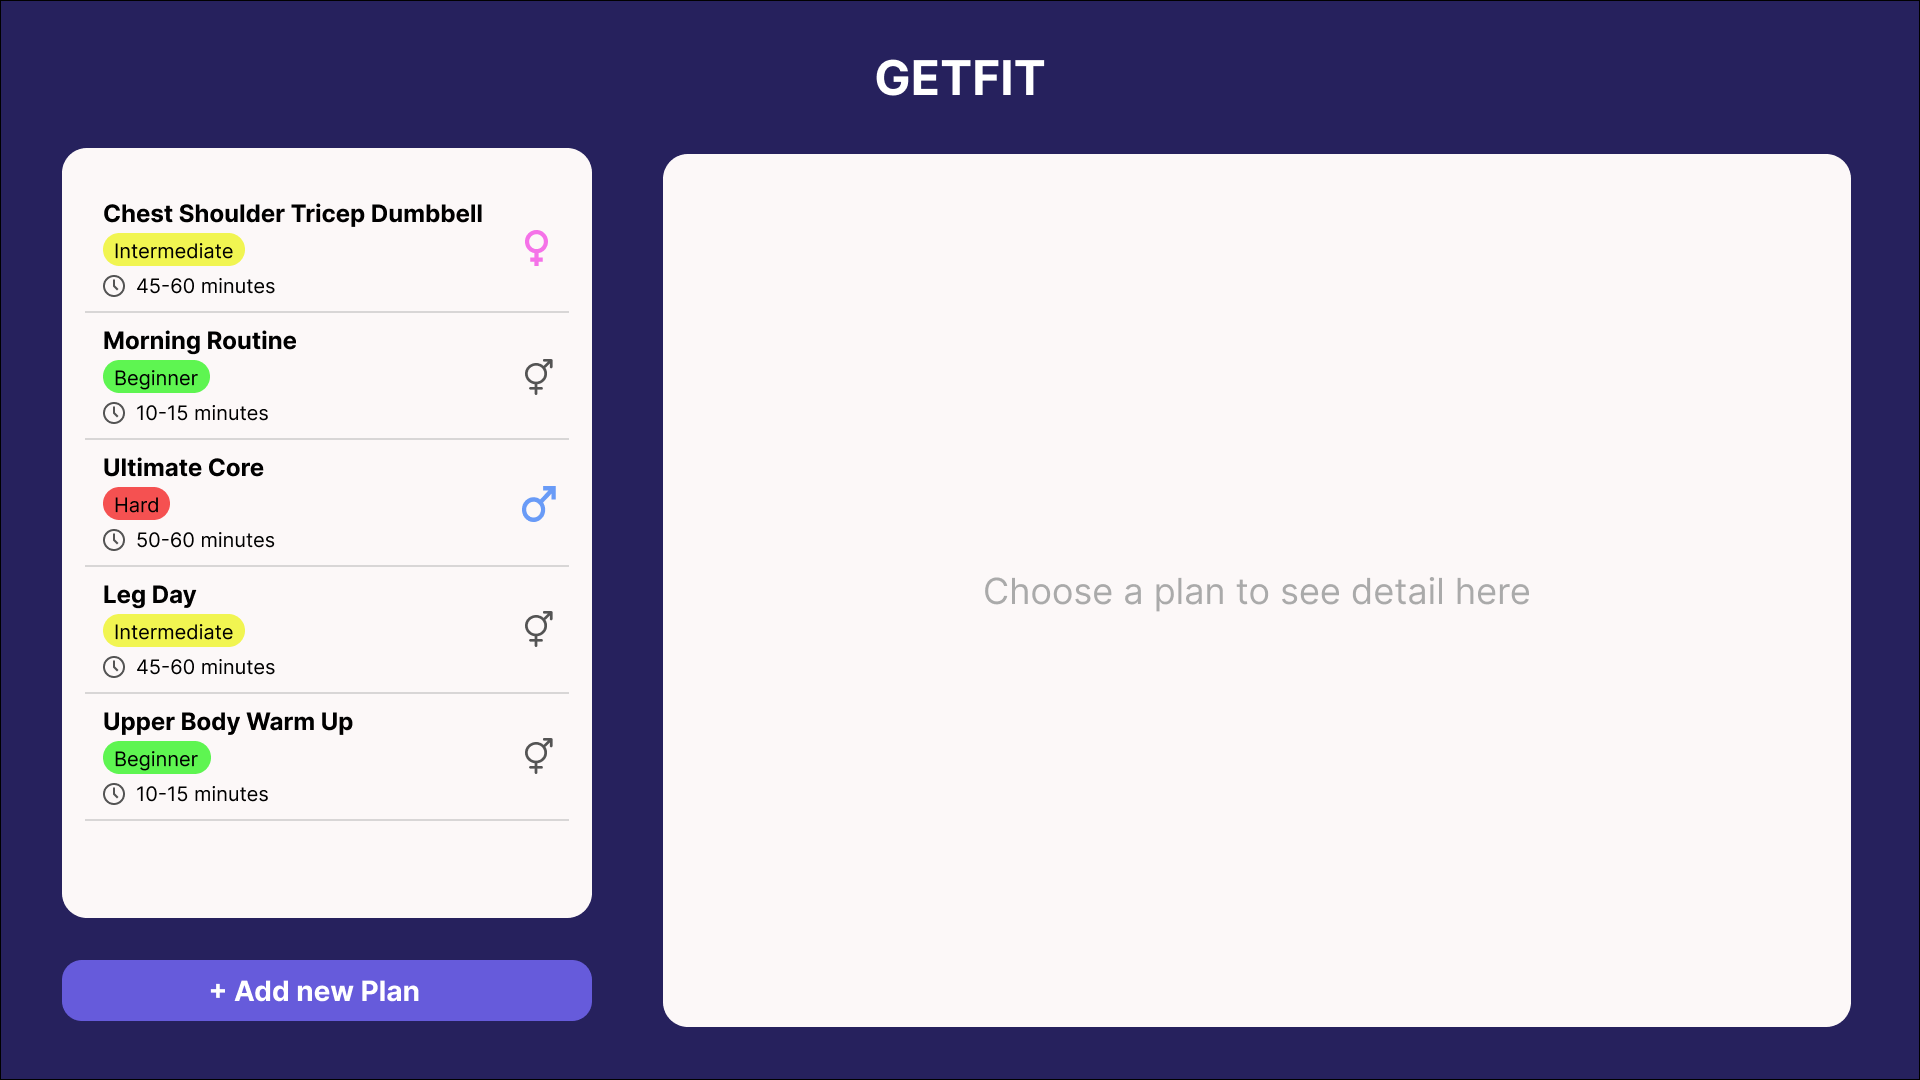 GETFIT
Chest Shoulder Tricep Dumbbell
Intermediate
45-60 minutes
Morning Routine
Beginner
10-15 minutes
Ultimate Core
Hard
50-60 minutes
Leg Day
Intermediate
45-60 minutes
Upper Body Warm Up
Beginner
10-15 minutes
+ Add new Plan
Choose a plan to see detail here